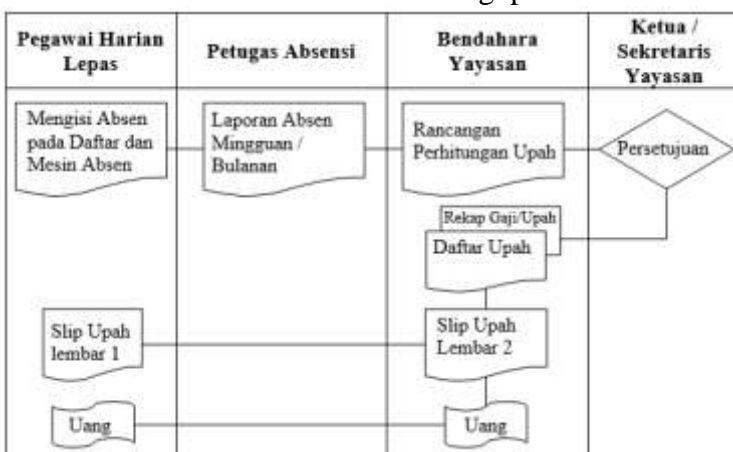 Pegawai Harian
Lepas
Petugas Absensi
Bendahara
Yayasan
Ketua /
Sekretaris
Yayasan
Mengisi Absen
pada Daftar dan
Mesin Absen
Laporan Absen
Mingguan /
Bulanan
Rancangan
Perhitungan Upah
Persetujuan
Rekap Gaji/Upah
Daftar Upah
Slip Upah
lembar 1
Slip Upah
Lembar 2
Uang
Uang